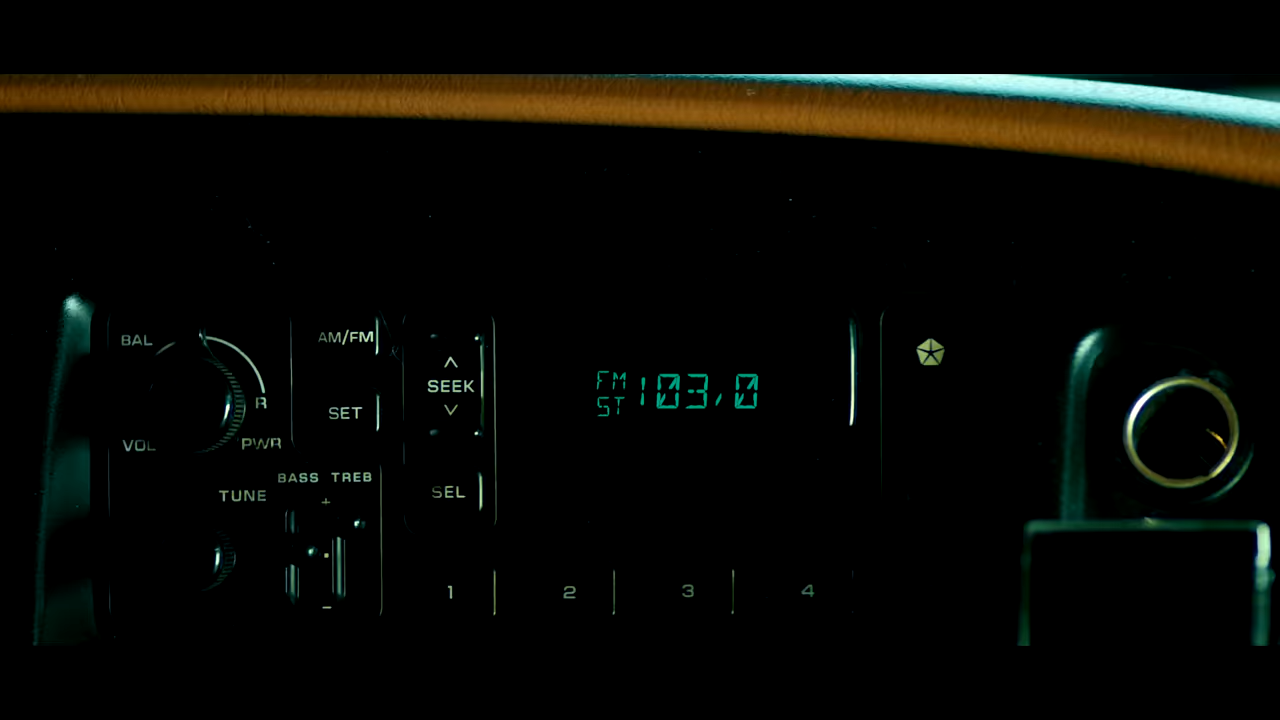 BAL
R
VOL
PWR
AM/FM
SET
TUNE
BASS TREB
+
−
SEEK
SEL
FM
ST
103.0
1 2 3 4